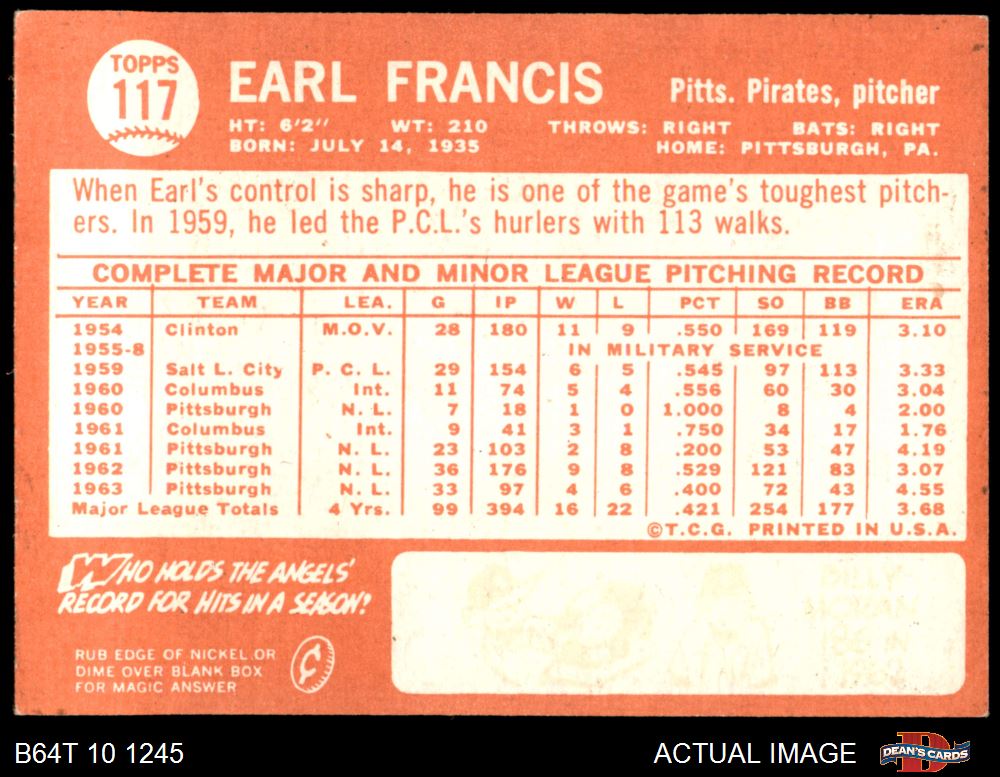 TOPPS
117
EARL FRANCIS
Pitts. Pirates, pitcher
HT: 6'2" WT: 210 THROWS: RIGHT BATS: RIGHT
BORN: JULY 14, 1935 HOME: PITTSBURGH, PA.
When Earl's control is sharp, he is one of the game's toughest pitch-
ers. In 1959, he led the P.C.L.'s hurlers with 113 walks.
COMPLETE MAJOR AND MINOR LEAGUE PITCHING RECORD
YEAR TEAM LEA. G IP W L PCT SO BB ERA
1954 Clinton M.O.V. 28 180 11 9 .550 169 119 3.10
1955-8 IN MILITARY SERVICE
1959 Salt L. City P. C. L. 29 154 6 5 .545 97 113 3.33
1960 Columbus Int. 11 74 5 4 .556 60 30 3.04
1960 Pittsburgh N. L. 7 18 1 0 1.000 8 4 2.00
1961 Columbus Int. 9 41 3 1 .750 34 17 1.76
1961 Pittsburgh N. L. 23 103 2 8 .200 53 47 4.19
1962 Pittsburgh N. L. 36 176 9 8 .529 121 83 3.07
1963 Pittsburgh N. L. 33 97 4 6 .400 72 43 4.55
Major League Totals 4 Yrs. 99 394 16 22 .421 254 177 3.68
©T.C.G. PRINTED IN U.S.A.
WHO HOLDS THE ANGELS'
RECORD FOR HITS IN A SEASON?
RUB EDGE OF NICKEL OR
DIME OVER BLANK BOX
FOR MAGIC ANSWER
¢
B64T 10 1245
ACTUAL IMAGE
DEAN'S CARDS